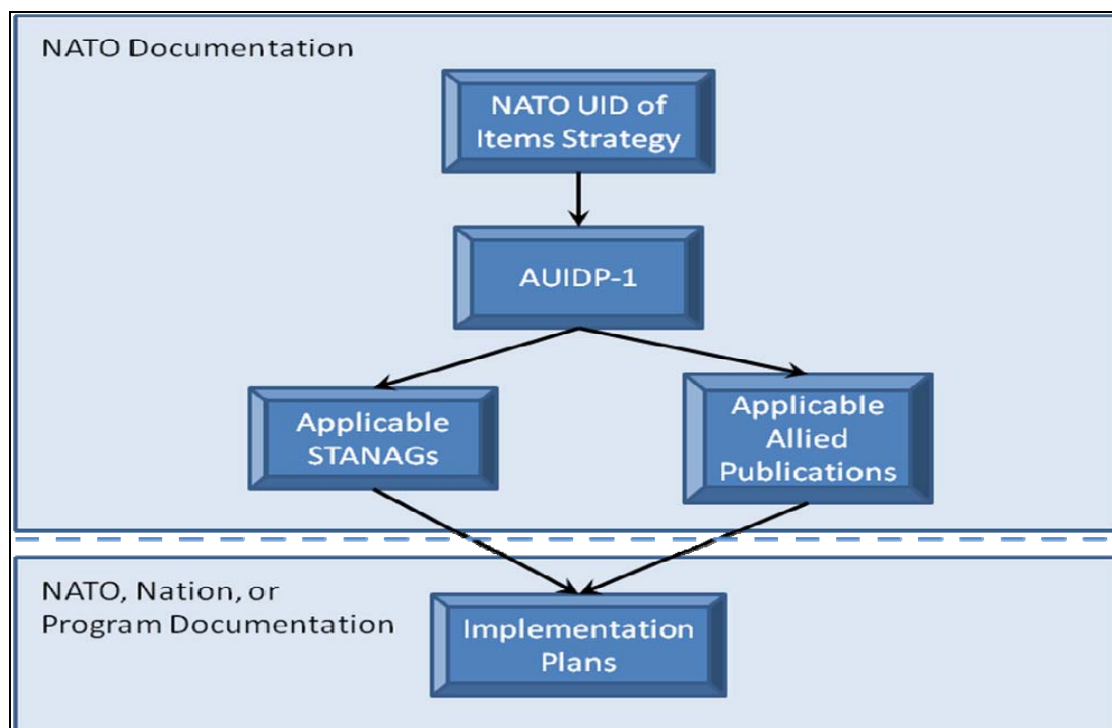 NATO Documentation
NATO UID of
Items Strategy
AUIDP-1
Applicable
STANAGs
Applicable
Allied
Publications
NATO, Nation, or
Program Documentation
Implementation
Plans